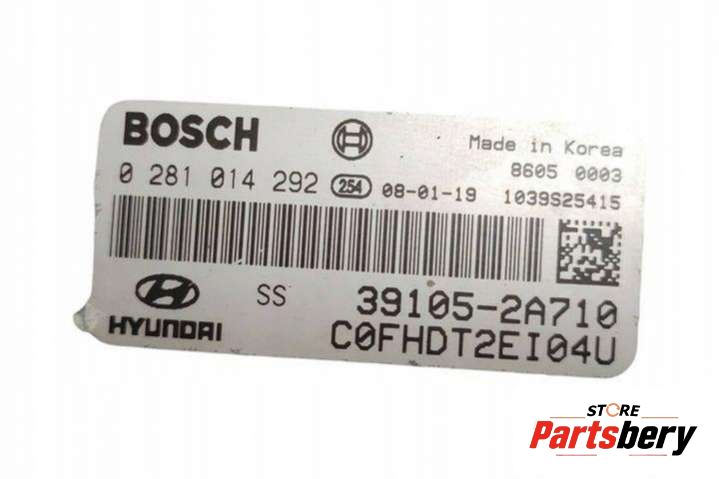 BOSCH
Made in Korea
8605 0003
0 281 014 292 254 08-01-19 1039S25415
SS 39105-2A710
HYUNDAI C0FHDT2EI04U
STORE
Partsbery